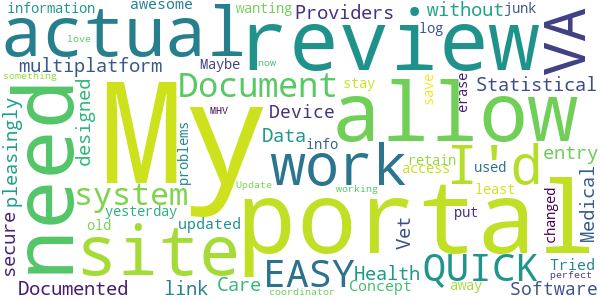 information
awesome
wanting
Providers
without
junk
actual
review
VA
love
multiplatform
Maybe
log
something
now
Document
stay
Statistical
need
My
allow
save
erase
pleasingly
designed
Device
Data
info
MHV
problems
work
I'd
entry
retain
access
used
system
secure
site
portal
Update
least
Medical
yesterday
old
updated
Vet
put
changed
working
EASY
QUICK
Health
Tried
Documented
link
Care
Concept
away
perfect
coordinator
Software